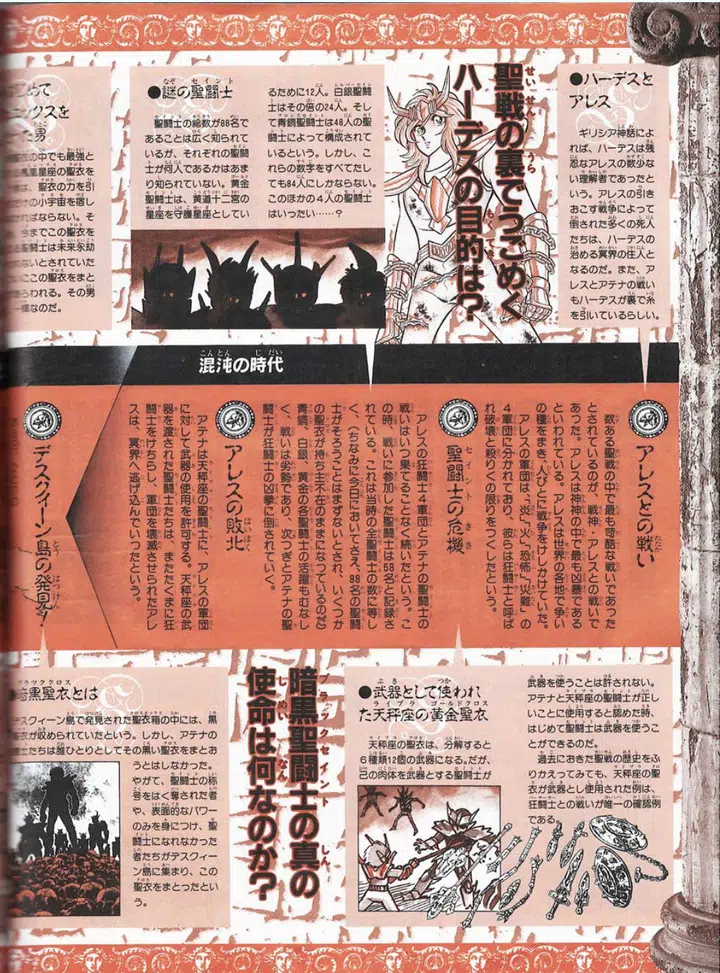 ●ハーデスと
アレス
ギリシア神話によ
れば、ハーデスは残
忍なアレスの数少な
い理解者であったと
いう。アレスの引き
おこす戦争によって
倒された多くの死人
たちは、ハーデスの
治める冥界の住人と
なるのだ。また、ア
レスとアテナの戦い
もハーデスが裏で糸
を引いているらしい。
聖戦の裏でうごめく
ハーデスの目的は?
●謎の聖闘士
聖闘士の総数が88名で
あることは広く知られて
いるが、それぞれの聖闘
士が何人であるかはあま
り知られていない。黄金
聖闘士は、黄道十二宮の
星座を守護星座としてい
るために12人。白銀聖闘
士はその倍の24人。そし
て青銅聖闘士は48人の聖
闘士によって構成されて
いるという。しかし、こ
れらの数字をすべてたし
ても84人にしかならない。
このほかの4人の聖闘士
はいったい……?
めて
ックスを
た男
衣の中でも最強と
鳳凰星座の聖衣を
は、聖衣の力を引
けの小宇宙を宿し
ればならない。そ
今までこの聖衣を
聖闘士は未来永劫
ないとされていた
にこの聖衣をまと
らわれる。その男
輝なのだ。
混沌の時代
アレスとの戦い
数ある聖戦の中でも最も苛酷な戦いであった
とされているのが、戦神・アレスとの戦いで
あった。アレスは神神の中で最も凶暴である
といわれている。アレスは世界の各地で争い
の種をまき、人びとに戦争をけしかけていた。
アレスの軍団は、「炎」「火」「恐怖」「災難」の
4軍団に分かれており、彼らは狂闘士と呼ば
れ破壊と殺りくの限りをつくしたという。
聖闘士の危機
アレスの狂闘士4軍団とアテナの聖闘士の
戦いはいつ果てることなく続いたという。こ
の時、戦いに参加した聖闘士は58名と記録さ
れている。これは当時の全聖闘士の数に等し
く、(ちなみに今日においてさえ、88名の聖闘
士がそろうことはまずないとされ、いくつか
の聖衣が持ち主不在のままになっているのだ)
青銅、白銀、黄金の各聖闘士の活躍もむな
く、戦いは劣勢であり、次つぎとアテナの聖
闘士が狂闘士の凶拳に倒されていく。
アレスの敗北
アテナは天秤座の聖闘士に、アレスの軍団
に対して武器の使用を許可する。天秤座の武
器を渡された聖闘士たちは、またたくまに狂
闘士をけちらし、軍団を壊滅させられたアレ
スは、冥界へ逃げ込んでいったという。
デスクィーン島の発見!
●武器として使われ
た天秤座の黄金聖衣
天秤座の聖衣は、分解すると
6種類12個の武器になる。だが、
己の肉体を武器とする聖闘士が
武器を使うことは許されない。
アテナと天秤座の聖闘士が正し
いことに使用すると認めた時、
はじめて聖闘士は武器を使うこ
とができるのだ。
過去におきた聖戦の歴史をふ
りかえってみても、天秤座の聖
衣が武器とし使用された例は、
狂闘士との戦いが唯一の確認例
である。
暗黒聖闘士の真の
使命は何なのか?
暗黒聖衣とは
スクィーン島で発見された聖衣箱の中には、黒
衣が収められていたという。しかし、アテナの
士たちは誰ひとりとしてその黒い聖衣をまとお
うとはしなかった。
やがて、聖闘士の称
号をはく奪された者
や、表面的なパワー
のみを身につけ、聖
闘士になれなかった
者たちがデスクィー
ン島に集まり、この
聖衣をまとったとい
う。